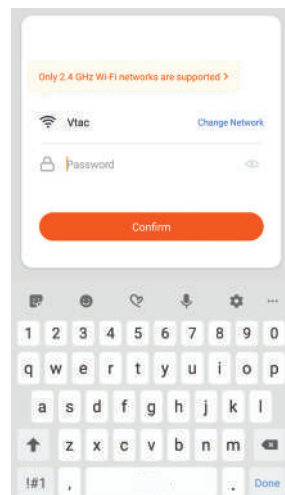 Only 2.4 GHz Wi-Fi networks are supported >
Vtac Change Network
Password
Confirm
1 2 3 4 5 6 7 8 9 0
q w e r t y u i o p
a s d f g h j k l
z x c v b n m
!#1 , . Done